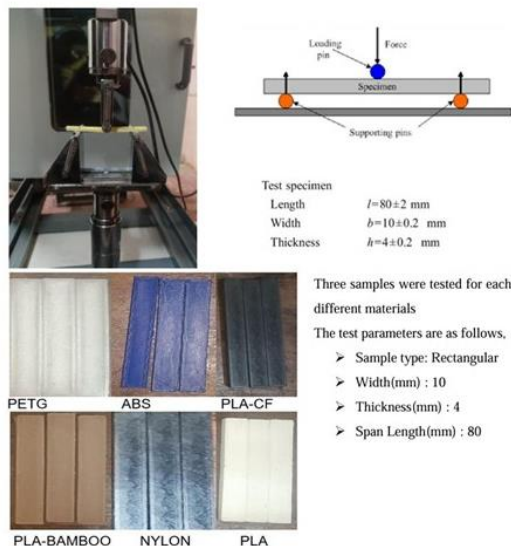 Loading
pin
Force
Specimen
Supporting pins
Test specimen
Length l=80±2 mm
Width b=10±0.2 mm
Thickness h=4±0.2 mm
Three samples were tested for each
different materials
The test parameters are as follows,
➤ Sample type: Rectangular
➤ Width(mm) : 10
➤ Thickness(mm) : 4
➤ Span Length(mm) : 80
PETG ABS PLA-CF
PLA-BAMBOO NYLON PLA